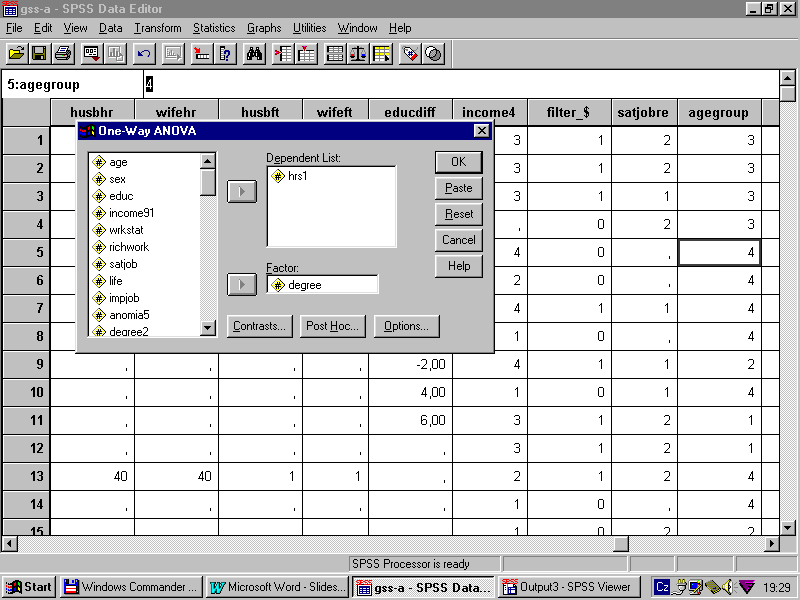 gss-a - SPSS Data Editor
File Edit View Data Transform Statistics Graphs Utilities Window Help
5:agegroup 4
husbhr wifehr husbft wifeft educdiff income4 filter_$ satjobre agegroup
One-Way ANOVA
age
sex
educ
income91
wrkstat
richwork
satjob
life
impjob
anomia5
degree2
Dependent List:
hrs1
Factor:
degree
OK
Paste
Reset
Cancel
Help
Contrasts... Post Hoc... Options...
1 3 1 2 3
2 3 1 2 3
3 3 1 1 3
4 , 0 2 3
5 4 0 , 4
6 2 0 , 4
7 4 1 1 4
8 1 0 , 4
9 , , , , -2,00 4 1 1 2
10 , , , , 4,00 1 0 1 4
11 , , , , 6,00 3 1 2 1
12 , , , , , 3 1 2 1
13 40 40 1 1 , 2 1 2 4
14 , , , , , 1 0 , 4
15 1 0 2 2
SPSS Processor is ready
Start Windows Commander ... Microsoft Word - Slides... gss-a - SPSS Data... Output3 - SPSS Viewer Cz 19:29